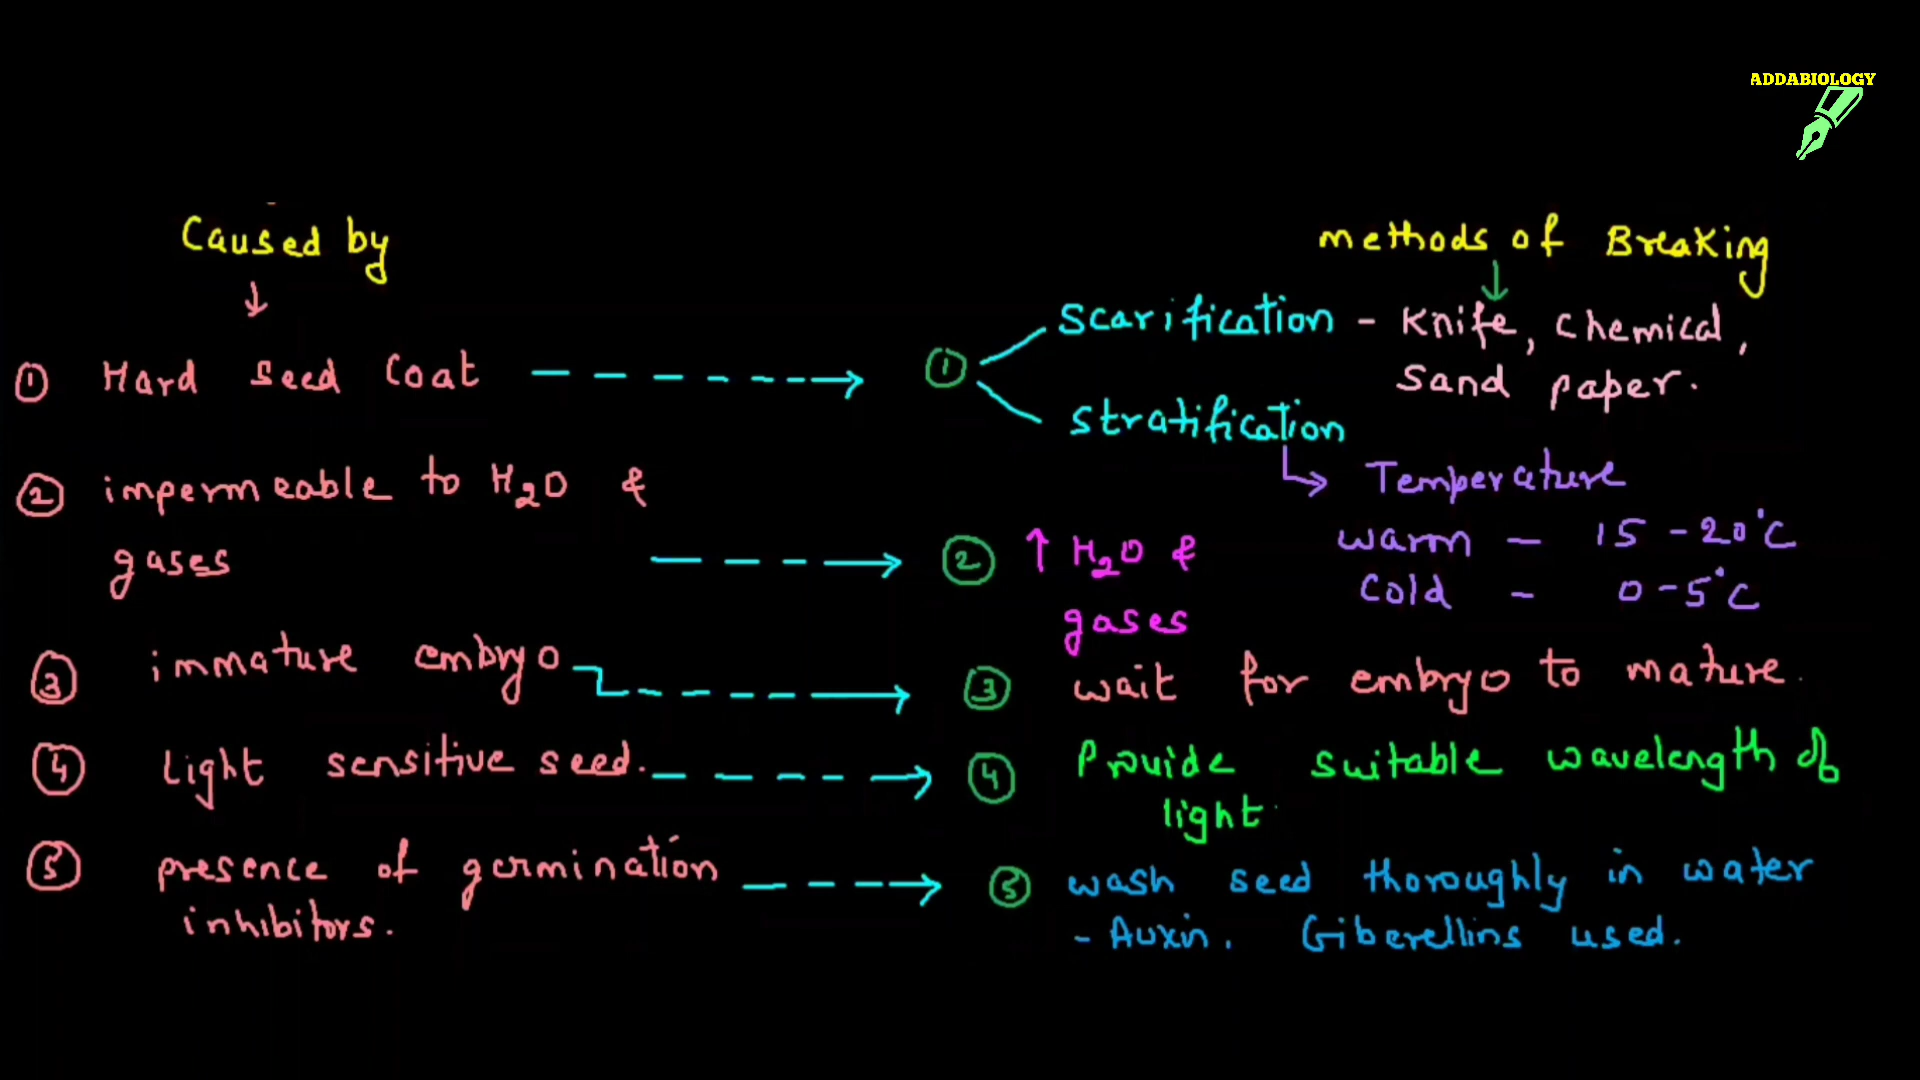 ADDABIOLOGY
Caused by
① Hard seed coat
② impermeable to H₂O &
gases
③ immature embryo
④ light sensitive seed.
⑤ presence of germination
inhibitors.
methods of Breaking
① scarification - Knife, chemical,
Sand paper.
stratification
Temperature
warm - 15 - 20°C
Cold - 0 - 5°C
② ↑ H₂O &
gases
③ wait for embryo to mature.
④ Provide suitable wavelength of
light.
⑤ wash seed thoroughly in water
- Auxin. Giberellins used.